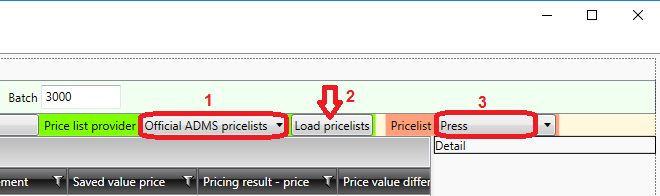 Batch 3000
1 2 3
Price list provider Official ADMS pricelists Load pricelists Pricelist Press
Detail
ement Saved value price Pricing result - price Price value differ